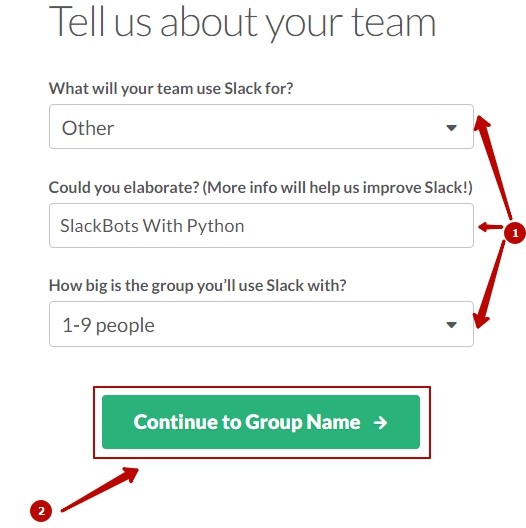 Tell us about your team
What will your team use Slack for?
Other
Could you elaborate? (More info will help us improve Slack!)
SlackBots With Python
1
How big is the group you'll use Slack with?
1-9 people
Continue to Group Name →
2